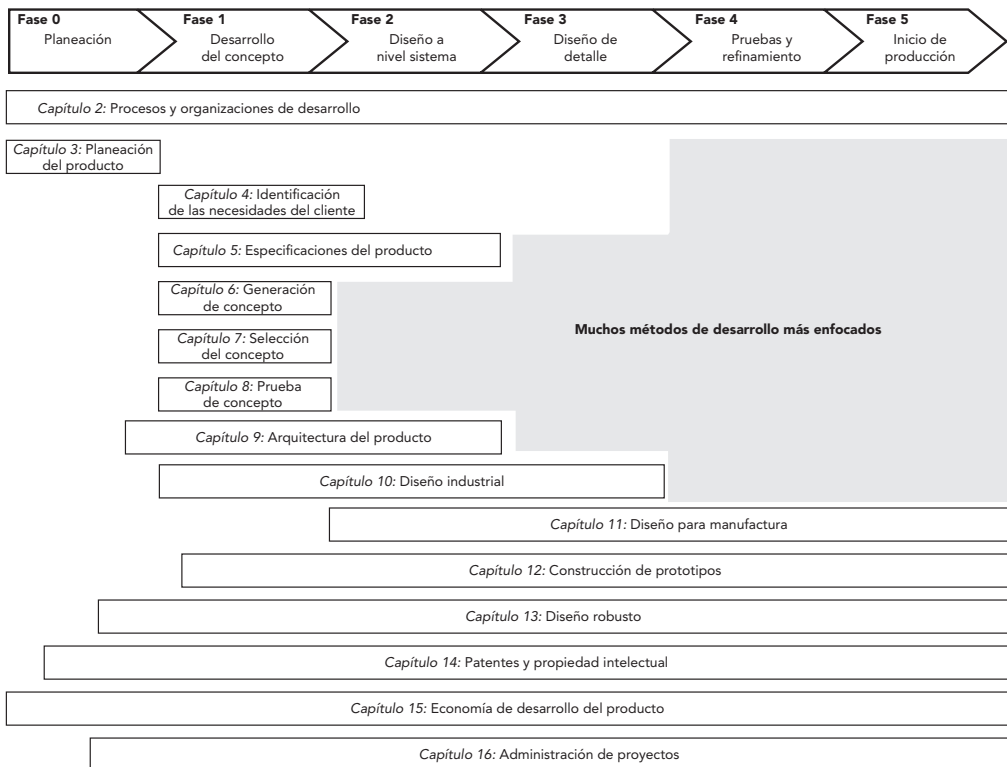 Fase 0
Planeación
Fase 1
Desarrollo
del concepto
Fase 2
Diseño a
nivel sistema
Fase 3
Diseño de
detalle
Fase 4
Pruebas y
refinamiento
Fase 5
Inicio de
producción
Capítulo 2: Procesos y organizaciones de desarrollo
Capítulo 3: Planeación
del producto
Capítulo 4: Identificación
de las necesidades del cliente
Capítulo 5: Especificaciones del producto
Capítulo 6: Generación
de concepto
Capítulo 7: Selección
del concepto
Capítulo 8: Prueba
de concepto
Muchos métodos de desarrollo más enfocados
Capítulo 9: Arquitectura del producto
Capítulo 10: Diseño industrial
Capítulo 11: Diseño para manufactura
Capítulo 12: Construcción de prototipos
Capítulo 13: Diseño robusto
Capítulo 14: Patentes y propiedad intelectual
Capítulo 15: Economía de desarrollo del producto
Capítulo 16: Administración de proyectos